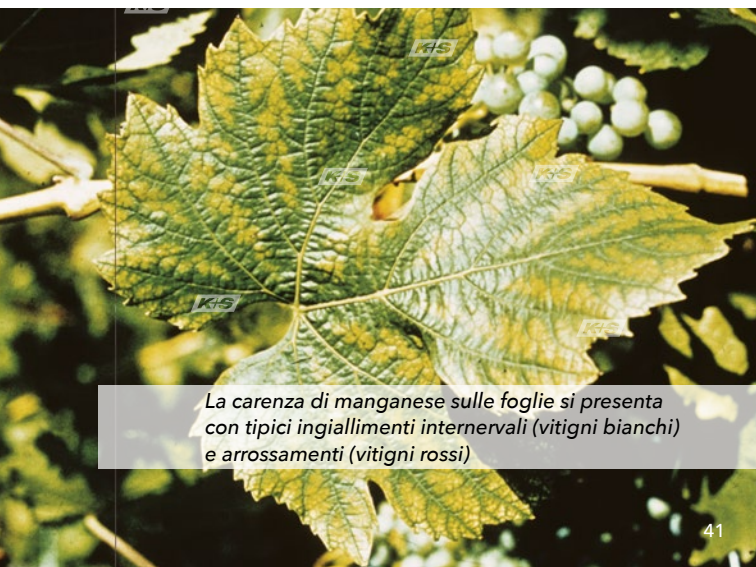 K+S
K+S
K+S
K+S
K+S
K+S
La carenza di manganese sulle foglie si presenta
con tipici ingiallimenti internervali (vitigni bianchi)
e arrossamenti (vitigni rossi)
41